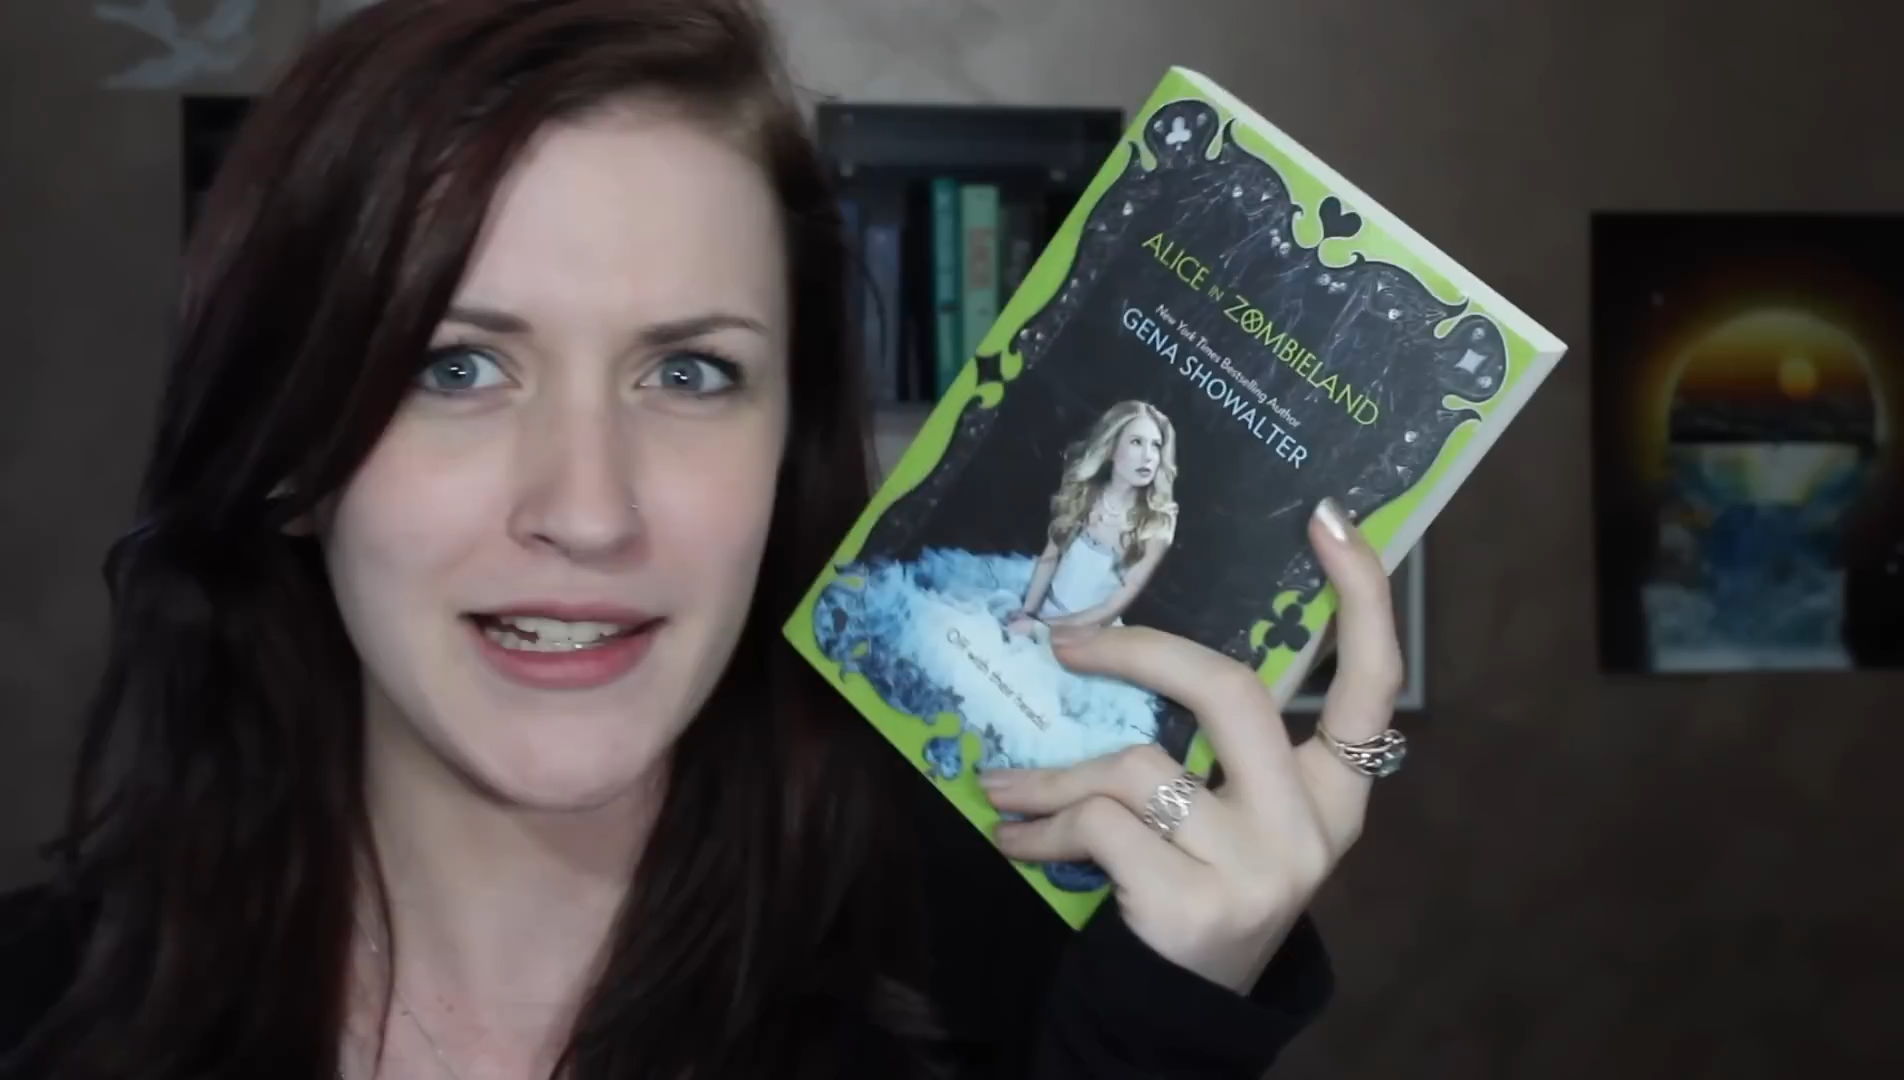 ALICE IN ZOMBIELAND
New York Times Bestselling Author
GENA SHOWALTER
Off with their heads!